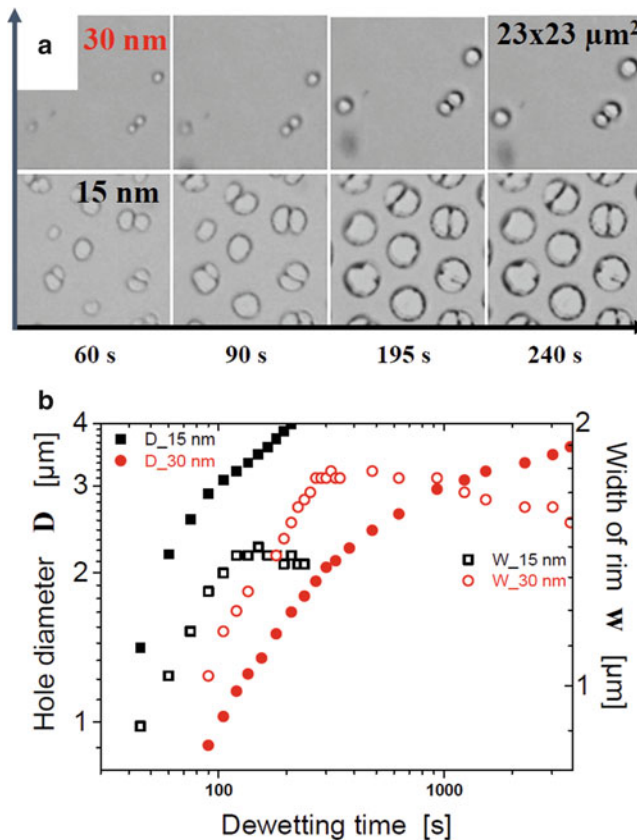 a
30 nm
23x23 µm²
15 nm
60 s
90 s
195 s
240 s
b
4
3
2
1
Hole diameter D [µm]
D_15 nm
D_30 nm
W_15 nm
W_30 nm
2
1
Width of rim W [µm]
100
1000
Dewetting time [s]